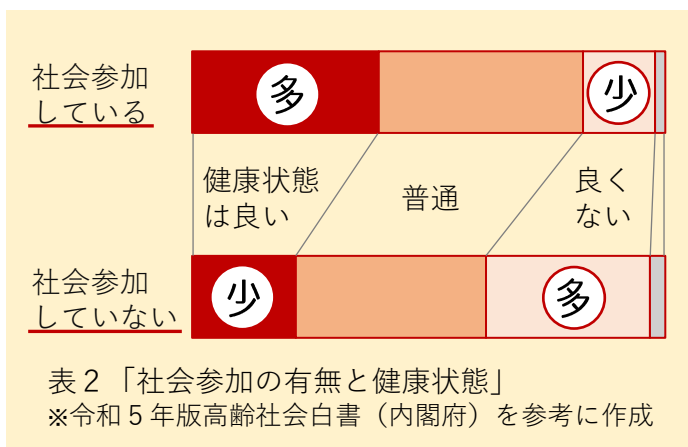 社会参加
している
多
少
健康状態
は良い
普通
良く
ない
社会参加
していない
少
多
表２「社会参加の有無と健康状態」
※令和５年版高齢社会白書（内閣府）を参考に作成